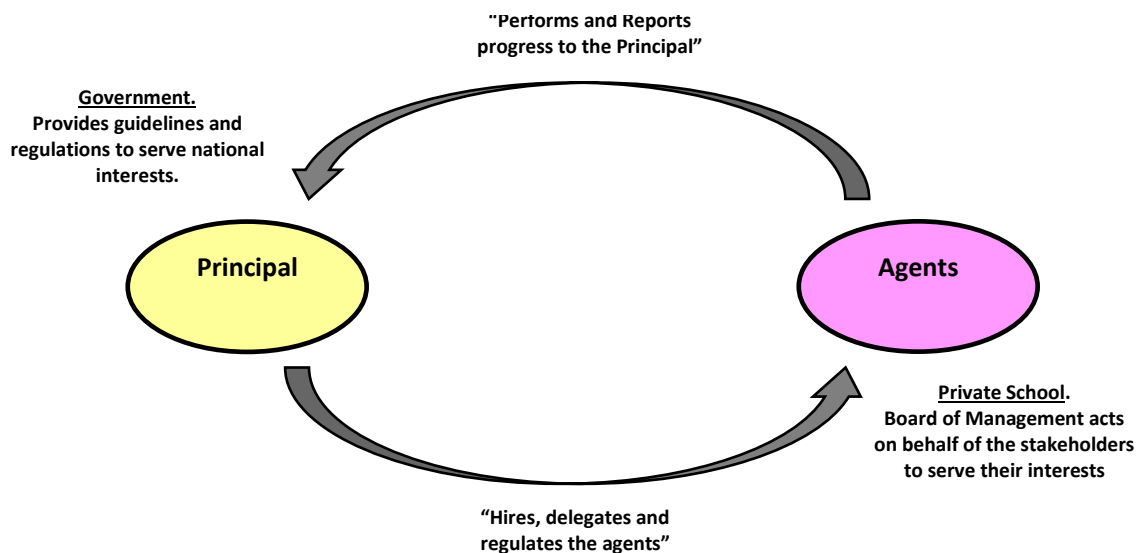 "Performs and Reports
progress to the Principal”
Government.
Provides guidelines and
regulations to serve national
interests.
Principal
Agents
Private School.
Board of Management acts
on behalf of the stakeholders
to serve their interests
“Hires, delegates and
regulates the agents”